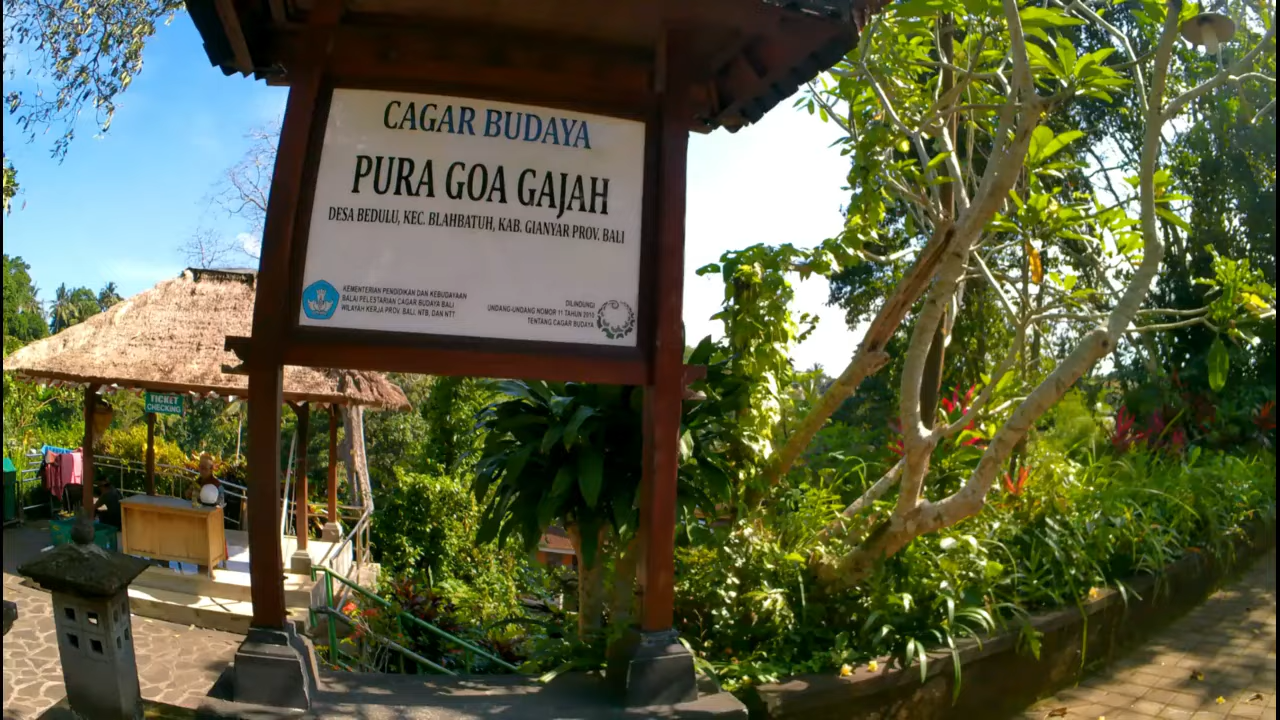 CAGAR BUDAYA
PURA GOA GAJAH
DESA BEDULU, KEC. BLAHBATUH, KAB. GIANYAR PROV. BALI
KEMENTERIAN PENDIDIKAN DAN KEBUDAYAAN
BALAI PELESTARIAN CAGAR BUDAYA BALI
WILAYAH KERJA PROV. BALI, NTB, DAN NTT
DILINDUNGI
UNDANG-UNDANG NOMOR 11 TAHUN 2010
TENTANG CAGAR BUDAYA
TICKET
CHECKING